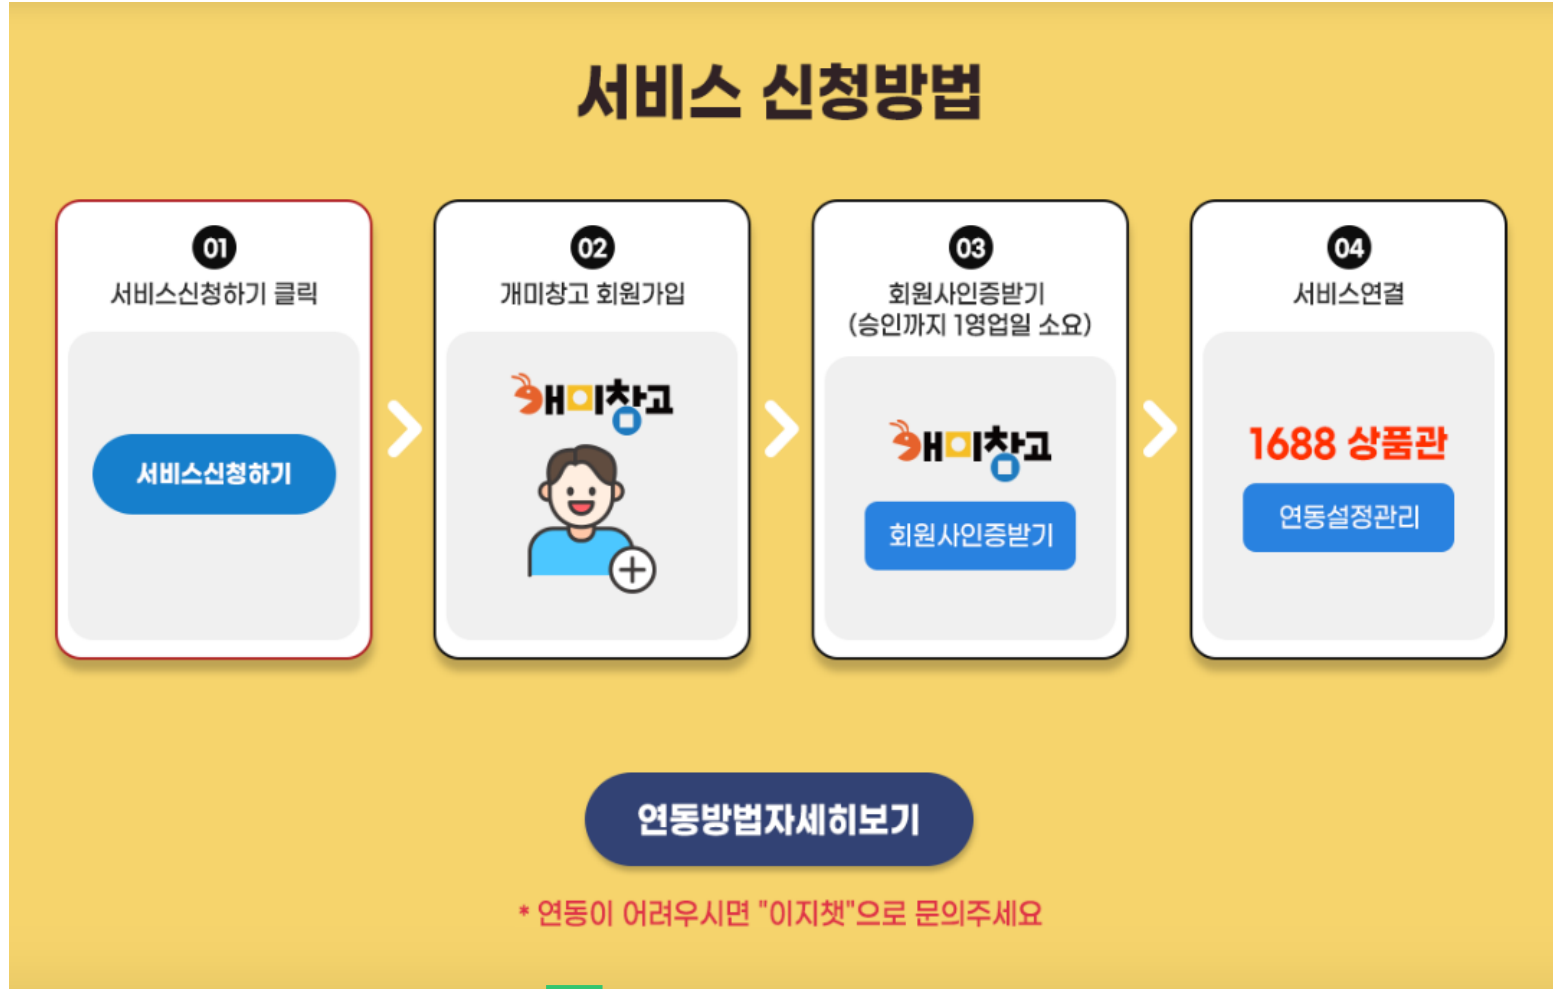 서비스 신청방법
01
서비스신청하기 클릭
서비스신청하기
02
개미창고 회원가입
개미창고
03
회원사인증받기
(승인까지 1영업일 소요)
개미창고
회원사인증받기
04
서비스연결
1688 상품관
연동설정관리
연동방법자세히보기
* 연동이 어려우시면 "이지챗"으로 문의주세요